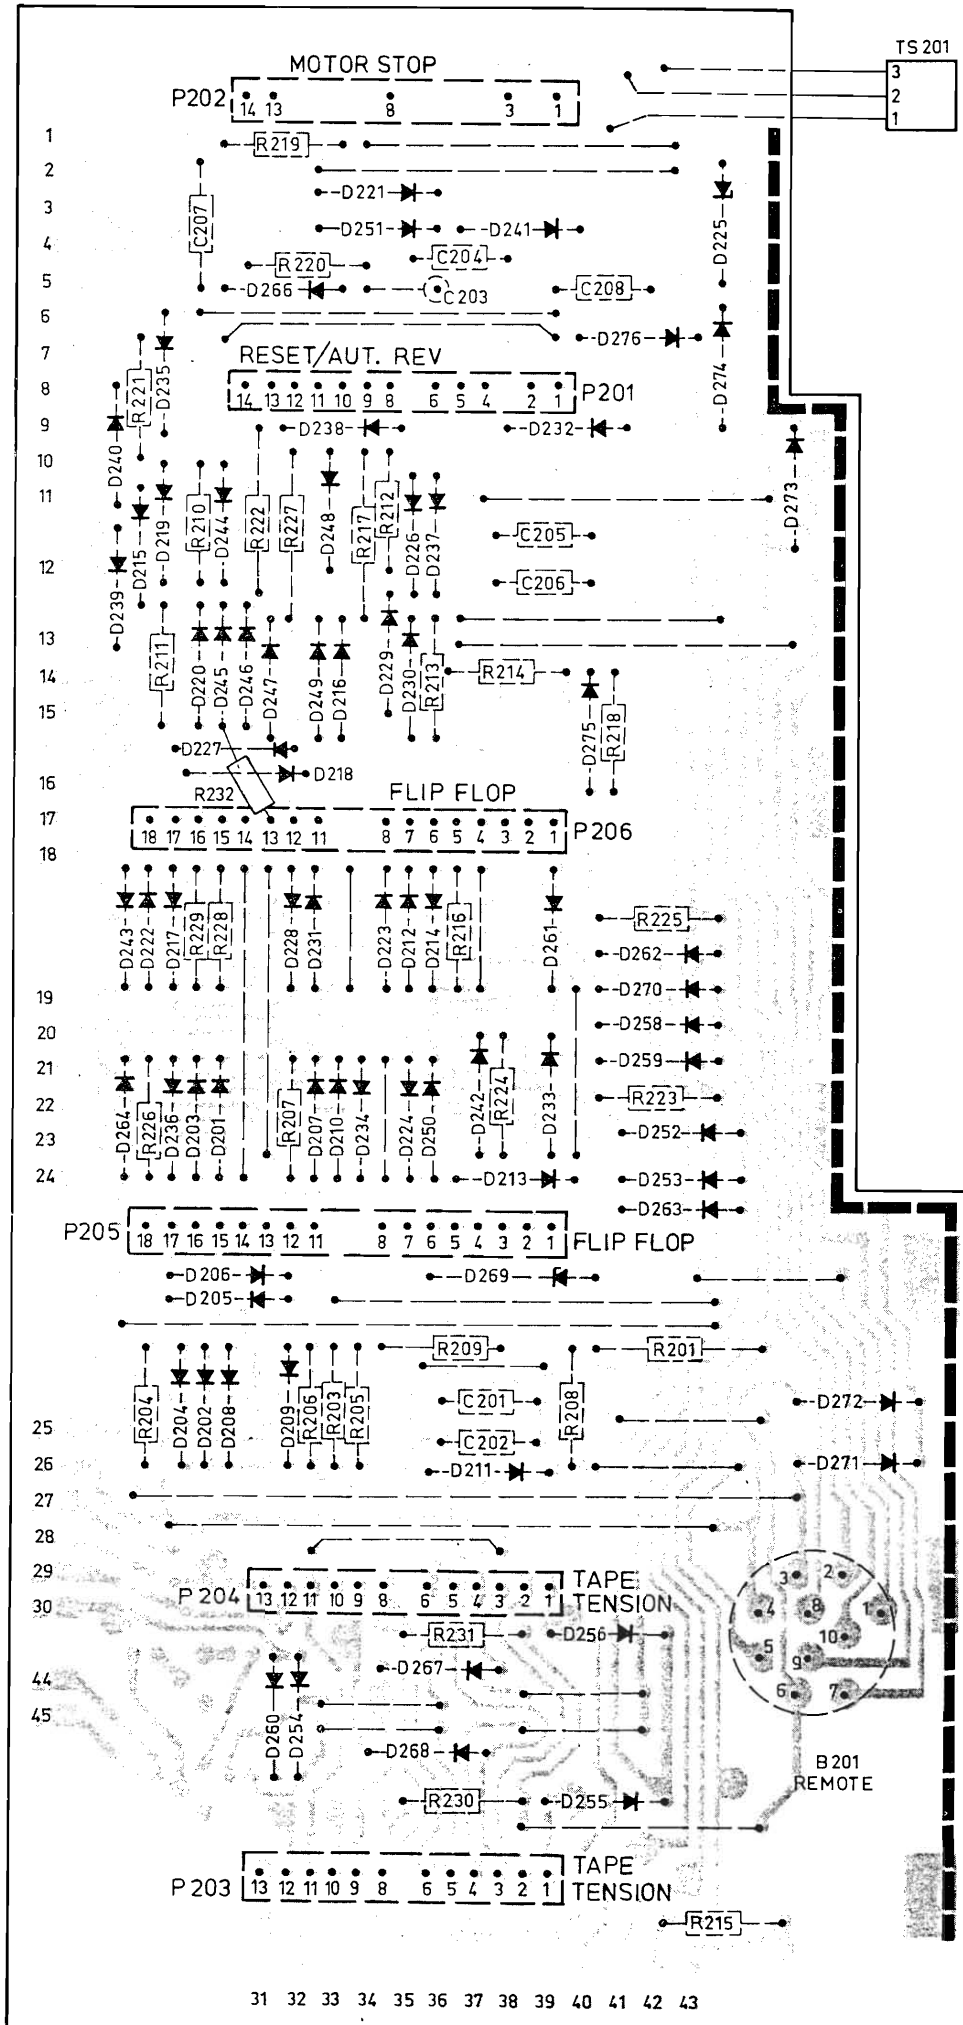 TS 201
MOTOR STOP
P202
14 13 8 3 1
3
2
1
1
R219
2
D221
3
C207
D251
D241
D225
4
R220
C204
5
D266
C203
C208
6
D276
7
D235
D274
RESET/AUT. REV
R221
8
14 13 12 11 10 9 8 6 5 4 2 1
P201
9
D240
D238
D232
10
D273
11
D215
D219
R210
D244
R222
R227
D248
R217
R212
D226
D237
C205
12
D239
C206
13
R211
D220
D245
D246
D247
D249
D216
D229
D230
R213
14
R214
15
D275
R218
D227
16
D218
R232
FLIP FLOP
17
18 17 16 15 14 13 12 11 8 7 6 5 4 3 2 1
P206
18
D243
D222
D217
R229
R228
D228
D231
D223
D212
D214
R216
D261
R225
D262
19
D270
20
D258
21
D259
22
D264
R226
D236
D203
D201
R207
D207
D210
D234
D224
D250
D242
R224
D233
R223
23
D252
24
D213
D253
D263
P205
18 17 16 15 14 13 12 11 8 7 6 5 4 3 2 1
FLIP FLOP
D206
D269
D205
R209
R201
R204
D204
D202
D208
D209
R206
R203
R205
C201
R208
D272
25
C202
26
D211
D271
27
28
29
P 204
13 12 11 10 9 8 6 5 4 3 2 1
TAPE
TENSION
30
3 2
4 8 1
R231
D256
10
5
9
D267
44
6 7
45
D260
D254
D268
B201
REMOTE
R230
D255
P 203
13 12 11 10 9 8 6 5 4 3 2 1
TAPE
TENSION
R215
31 32 33 34 35 36 37 38 39 40 41 42 43